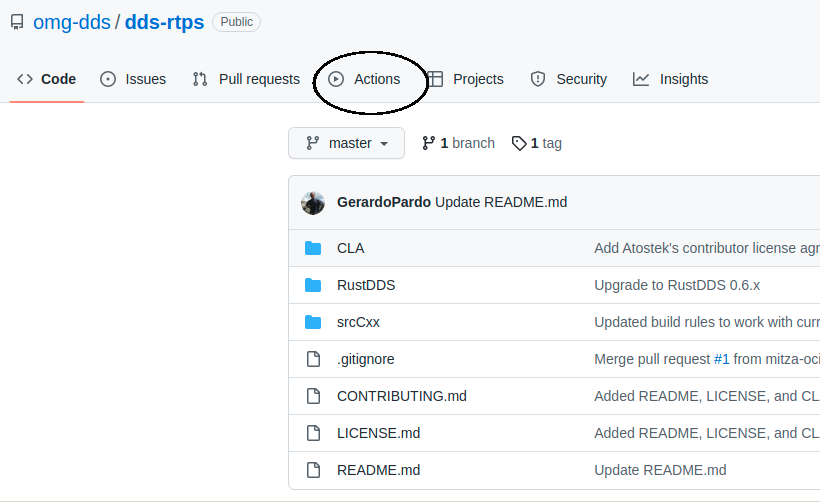 omg-dds / dds-rtps Public
Code Issues Pull requests Actions Projects Security Insights
master 1 branch 1 tag
GerardoPardo Update README.md
CLA Add Atostek's contributor license agr
RustDDS Upgrade to RustDDS 0.6.x
srcCxx Updated build rules to work with curr
.gitignore Merge pull request #1 from mitza-oci
CONTRIBUTING.md Added README, LICENSE, and CL
LICENSE.md Added README, LICENSE, and CL
README.md Update README.md